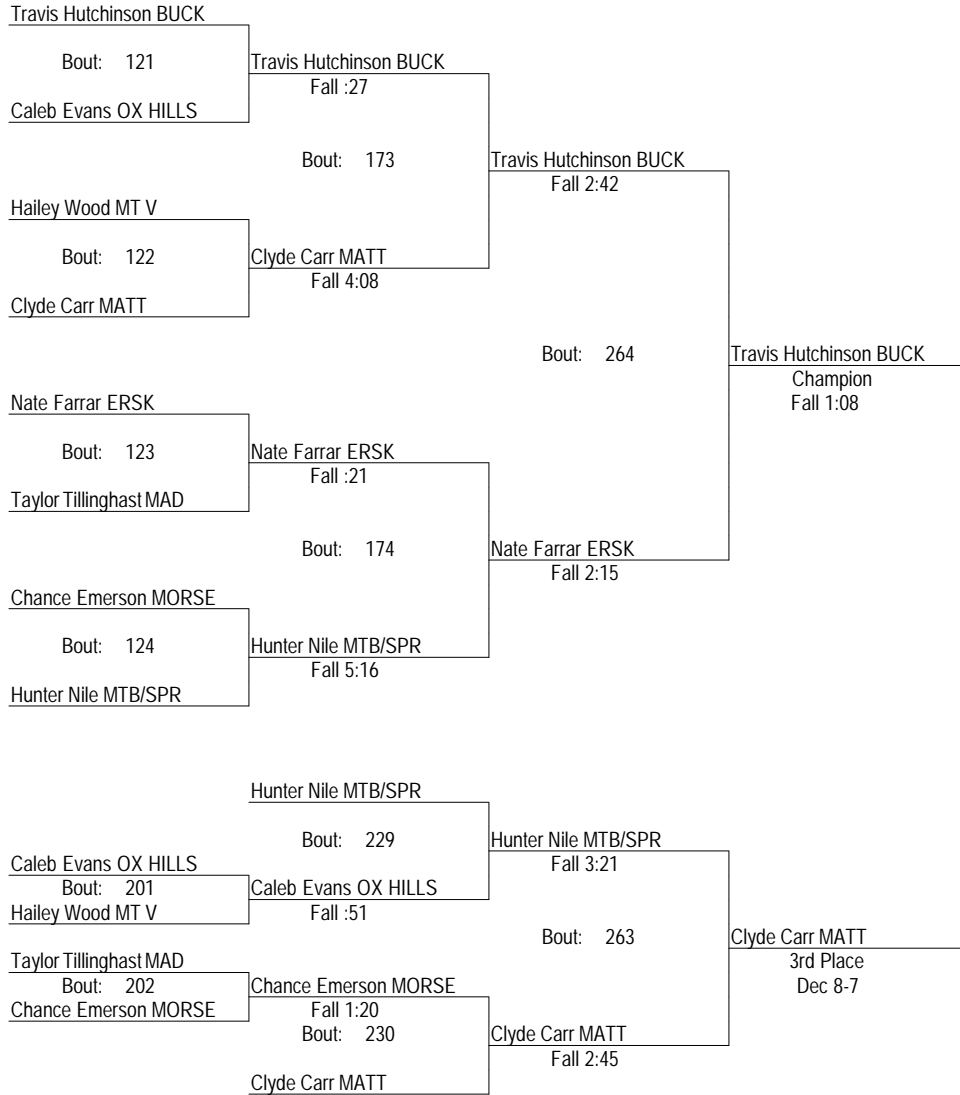 Travis Hutchinson BUCK
Bout: 121
Travis Hutchinson BUCK
Fall :27
Caleb Evans OX HILLS
Bout: 173
Travis Hutchinson BUCK
Fall 2:42
Hailey Wood MT V
Bout: 122
Clyde Carr MATT
Fall 4:08
Clyde Carr MATT
Bout: 264
Travis Hutchinson BUCK
Champion
Fall 1:08
Nate Farrar ERSK
Bout: 123
Nate Farrar ERSK
Fall :21
Taylor Tillinghast MAD
Bout: 174
Nate Farrar ERSK
Fall 2:15
Chance Emerson MORSE
Bout: 124
Hunter Nile MTB/SPR
Fall 5:16
Hunter Nile MTB/SPR
Hunter Nile MTB/SPR
Bout: 229
Hunter Nile MTB/SPR
Fall 3:21
Caleb Evans OX HILLS
Bout: 201
Caleb Evans OX HILLS
Fall :51
Hailey Wood MT V
Bout: 263
Clyde Carr MATT
3rd Place
Dec 8-7
Taylor Tillinghast MAD
Bout: 202
Chance Emerson MORSE
Fall 1:20
Chance Emerson MORSE
Bout: 230
Clyde Carr MATT
Fall 2:45
Clyde Carr MATT